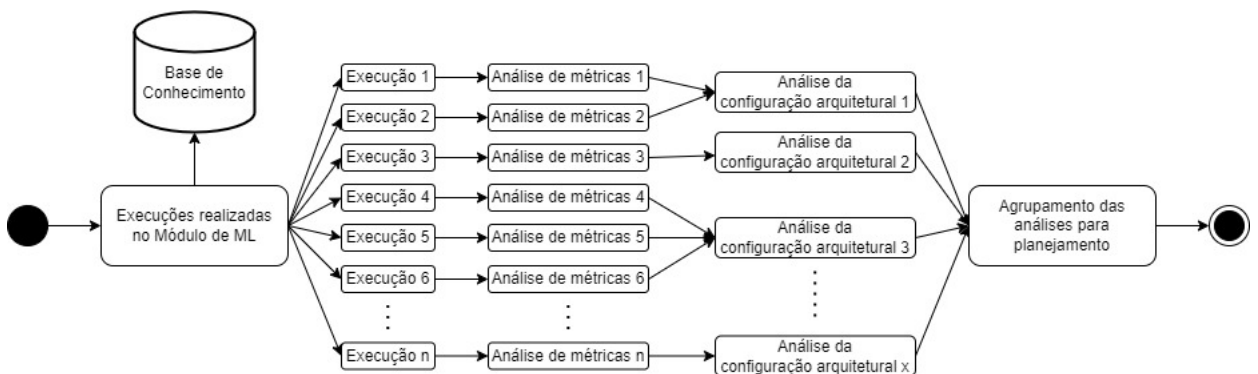 Base de
Conhecimento
Execuções realizadas
no Módulo de ML
Execução 1
Execução 2
Execução 3
Execução 4
Execução 5
Execução 6
Execução n
Análise de métricas 1
Análise de métricas 2
Análise de métricas 3
Análise de métricas 4
Análise de métricas 5
Análise de métricas 6
Análise de métricas n
Análise da
configuração arquitetural 1
Análise da
configuração arquitetural 2
Análise da
configuração arquitetural 3
Análise da
configuração arquitetural x
Agrupamento das
análises para
planejamento